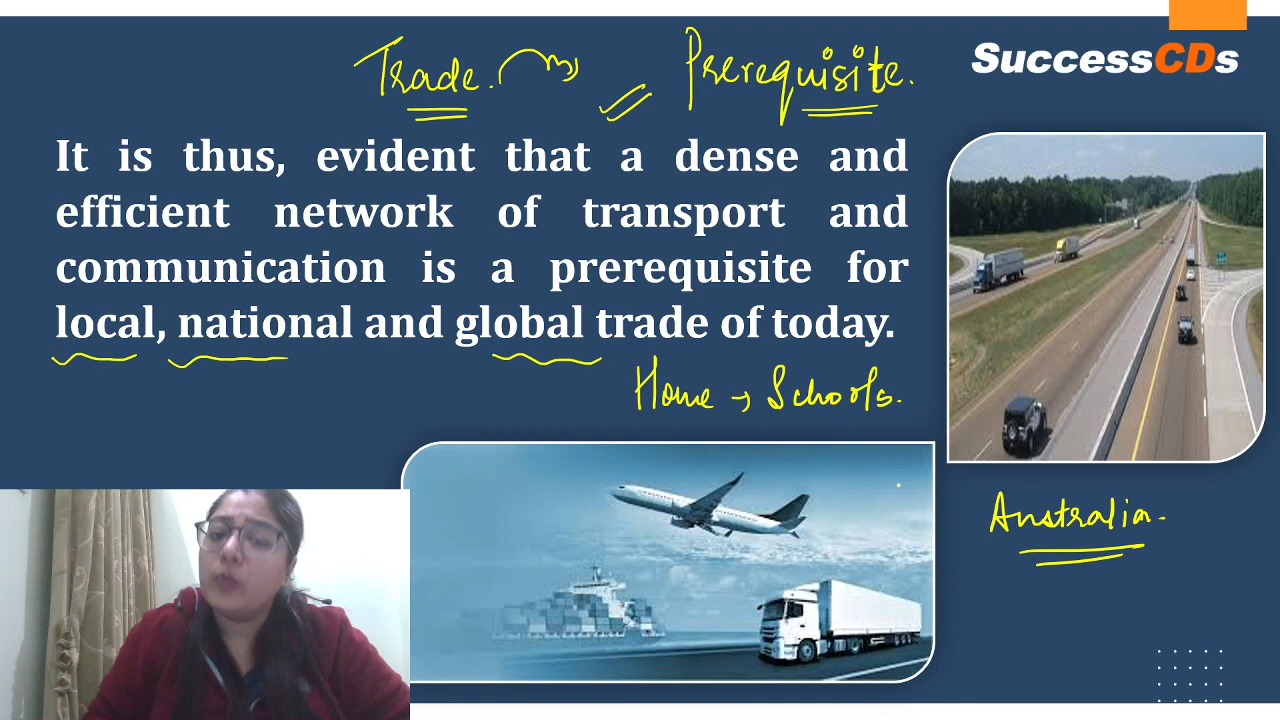 SuccessCDs
Trade. Prerequisite.
It is thus, evident that a dense and
efficient network of transport and
communication is a prerequisite for
local, national and global trade of today.
Home → Schools.
Australia.